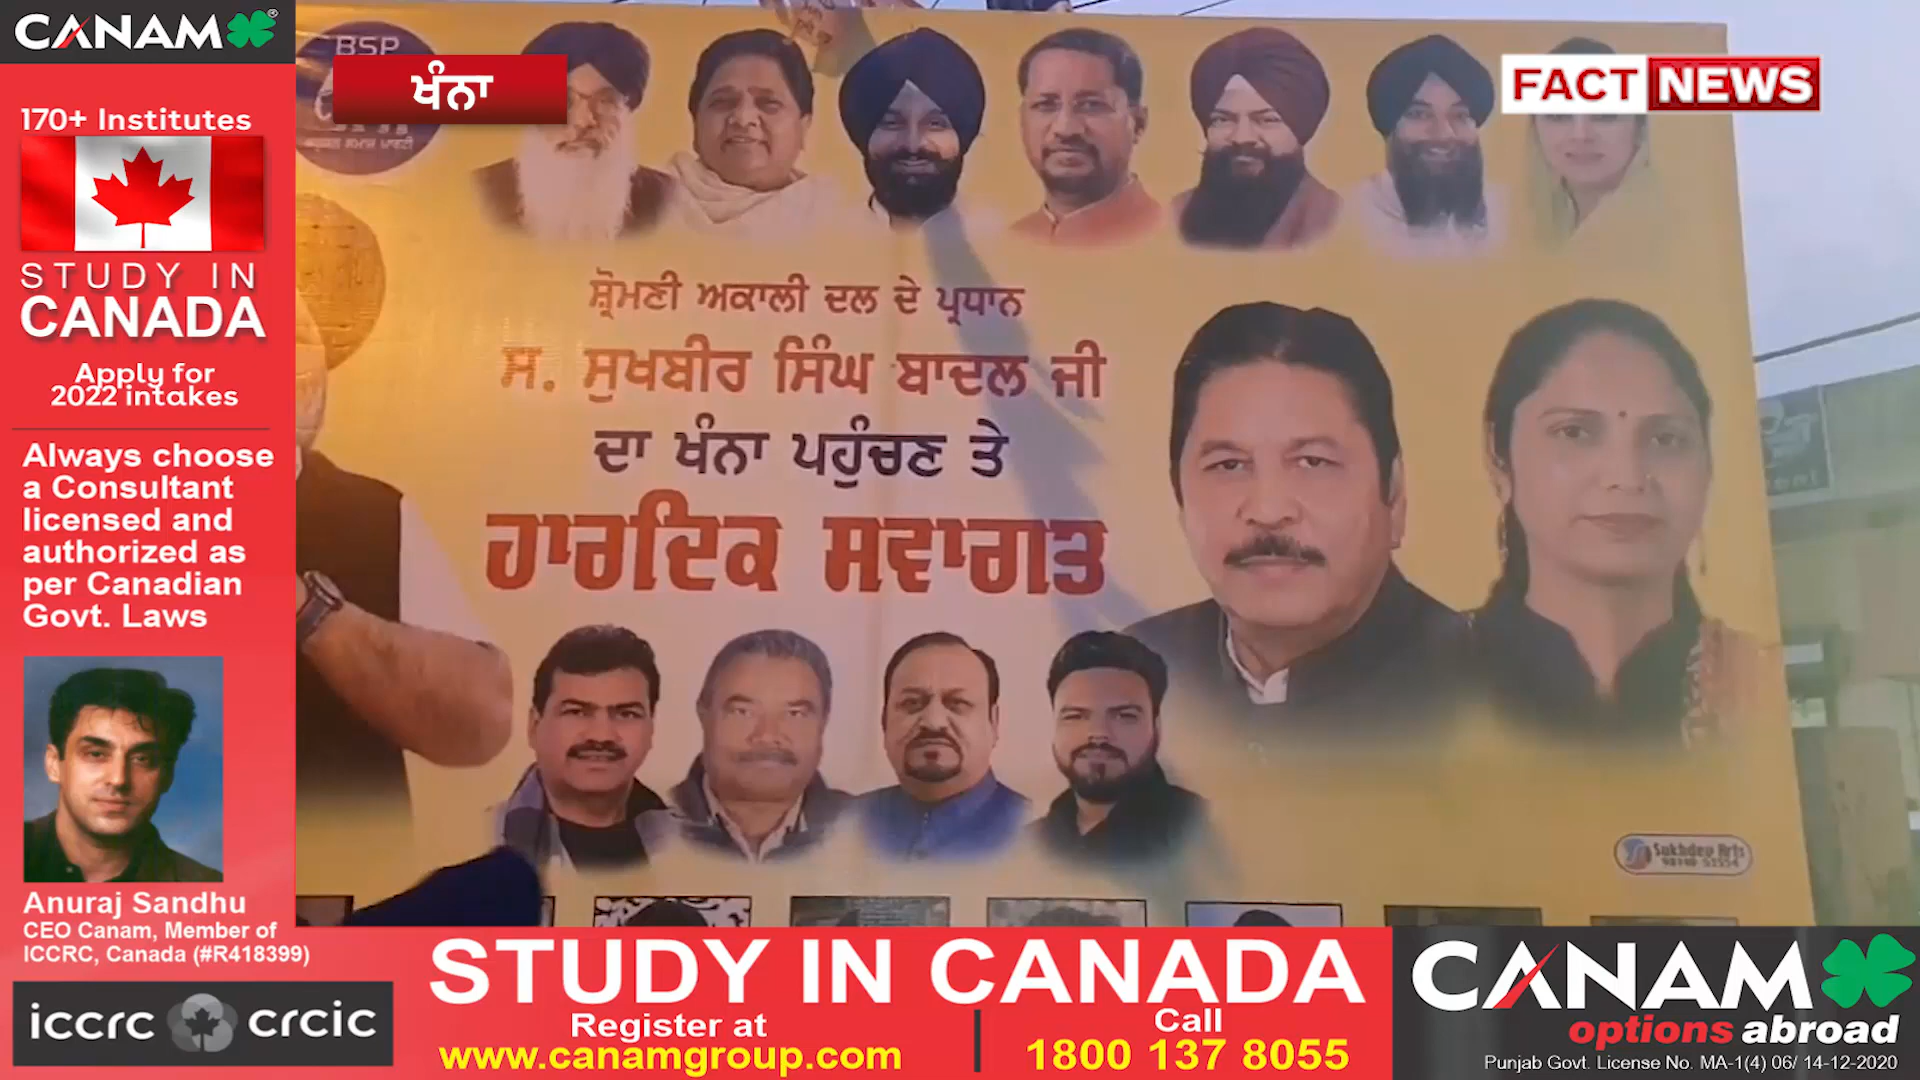 CANAM
170+ Institutes
STUDY IN
CANADA
Apply for
2022 intakes
Always choose
a Consultant
licensed and
authorized as
per Canadian
Govt. Laws
Anuraj Sandhu
CEO Canam, Member of
ICCRC, Canada (#R418399)
iccrc crcic
BSP
ਖੰਨਾ
FACT NEWS
ਸ਼੍ਰੋਮਣੀ ਅਕਾਲੀ ਦਲ ਦੇ ਪ੍ਰਧਾਨ
ਸ. ਸੁਖਬੀਰ ਸਿੰਘ ਬਾਦਲ ਜੀ
ਦਾ ਖੰਨਾ ਪਹੁੰਚਣ ਤੇ
ਹਾਰਦਿਕ ਸਵਾਗਤ
Sukhdev Arts
STUDY IN CANADA
Register at
www.canamgroup.com
Call
1800 137 8055
CANAM
options abroad
Punjab Govt. License No. MA-1(4) 06/ 14-12-2020